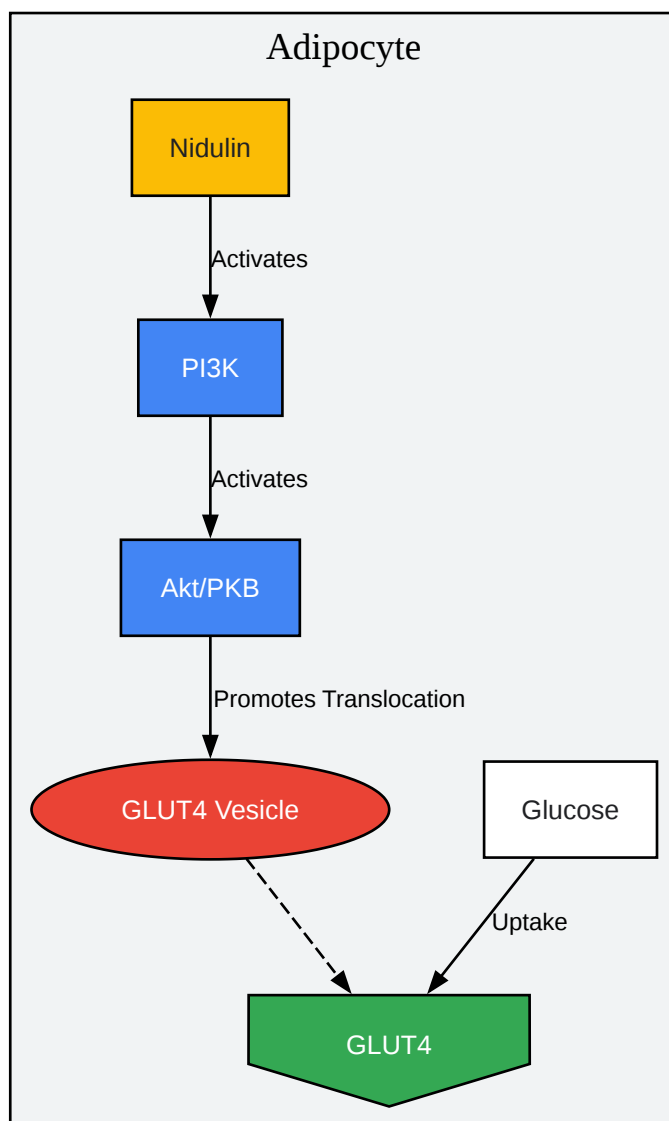 Adipocyte
Nidulin
Activates
PI3K
Activates
Akt/PKB
Promotes Translocation
GLUT4 Vesicle
Glucose
Uptake
GLUT4